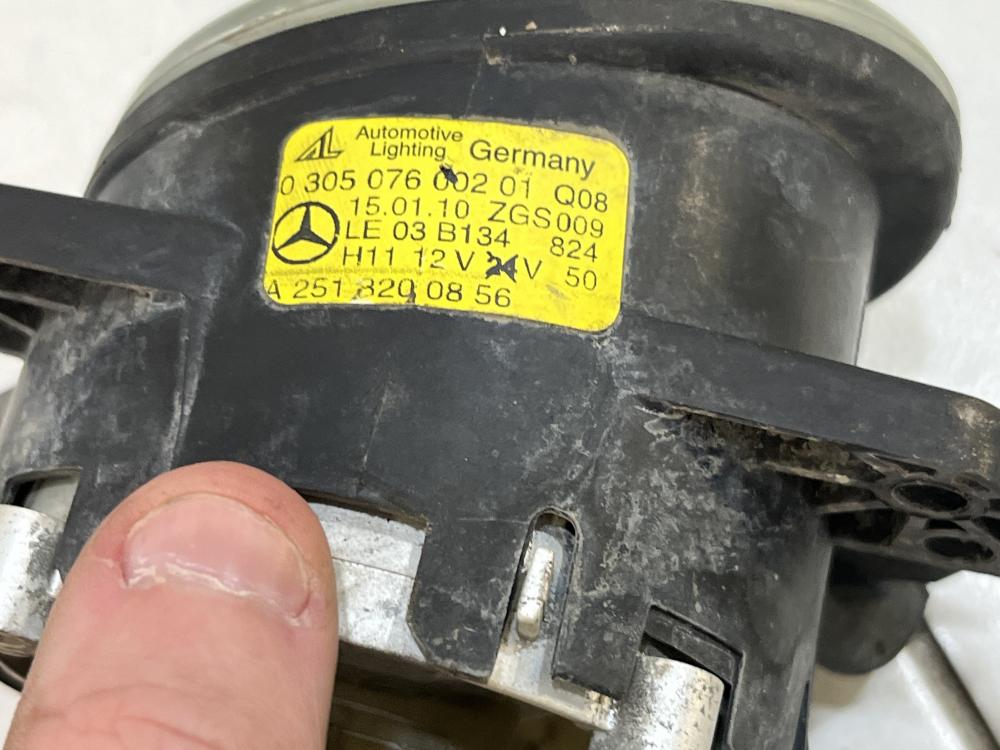 AL Automotive
Lighting Germany
0 305 076 002 01 Q08
15.01.10 ZGS 009
LE 03 B134 824
H11 12 V 24 V 50
A 251 820 08 56